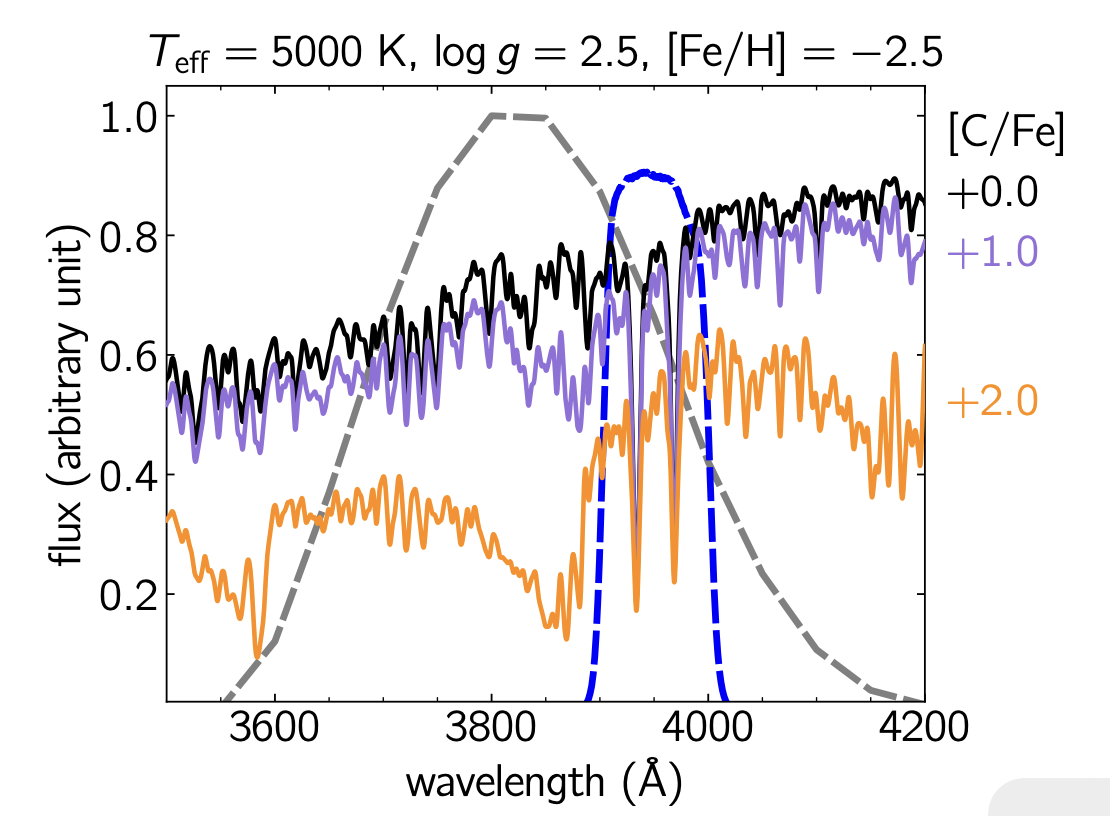 T_eff = 5000 K, log g = 2.5, [Fe/H] = −2.5
[C/Fe]
+0.0
+1.0
+2.0
1.0
0.8
0.6
0.4
0.2
flux (arbitrary unit)
3600 3800 4000 4200
wavelength (Å)